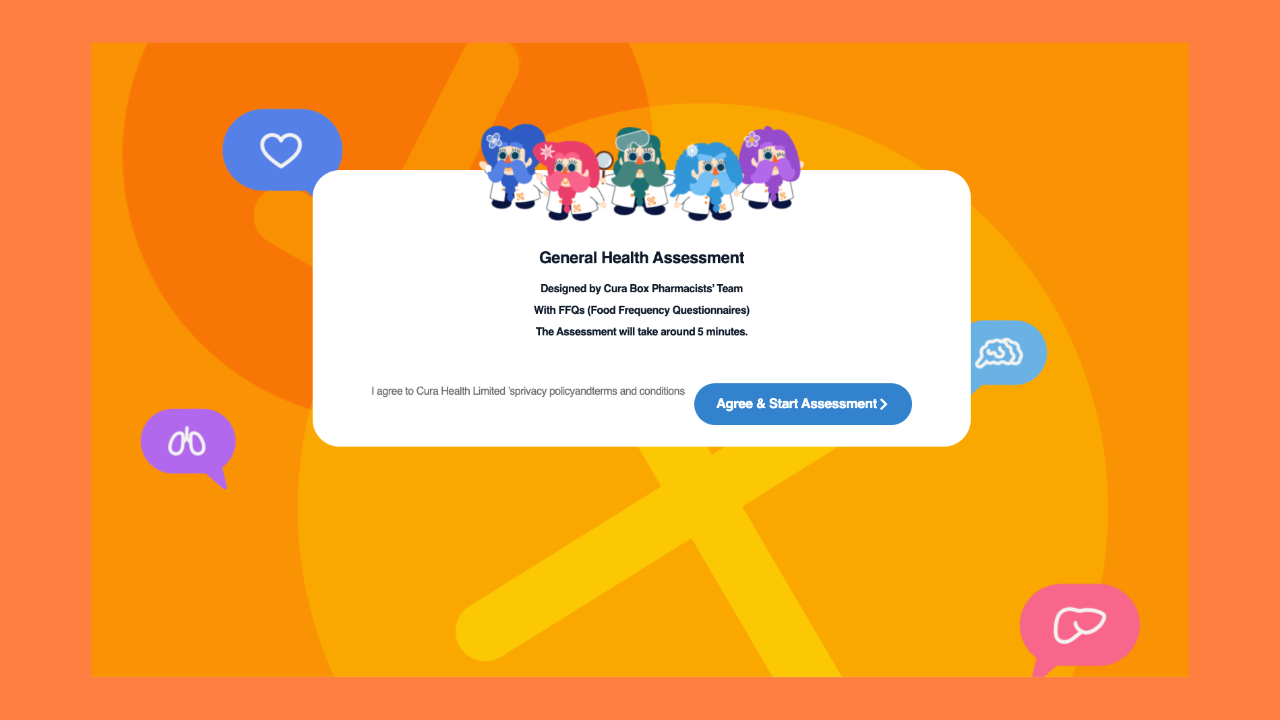 General Health Assessment
Designed by Cura Box Pharmacists' Team
With FFQs (Food Frequency Questionnaires)
The Assessment will take around 5 minutes.
I agree to Cura Health Limited 'sprivacy policyandterms and conditions
Agree & Start Assessment